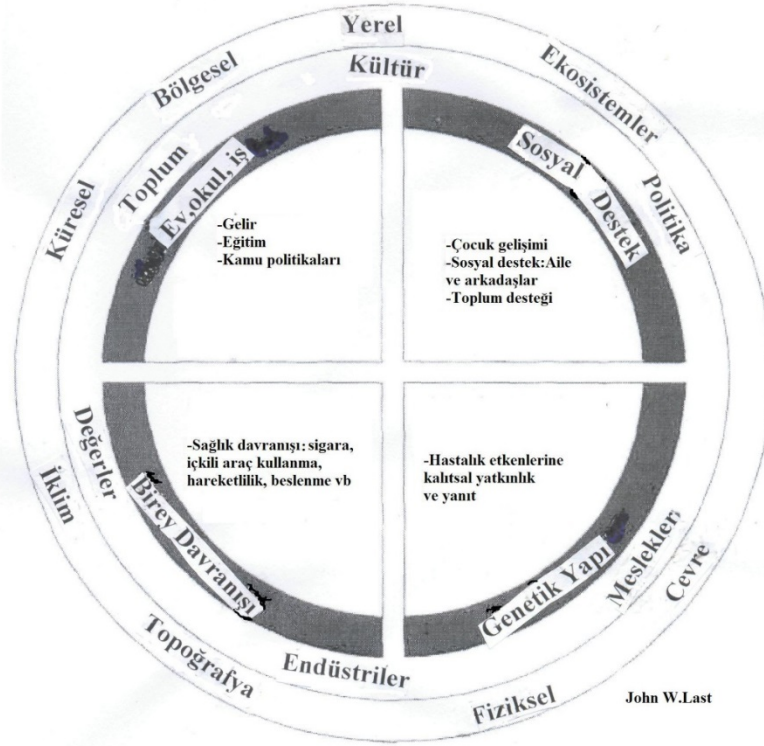 Yerel
Bölgesel
Küresel
İklim
Topoğrafya
Fiziksel
Çevre
Ekosistemler
Kültür
Toplum
Değerler
Endüstriler
Meslekler
Politika
Ev,okul, iş
-Gelir
-Eğitim
-Kamu politikaları
Sosyal Destek
-Çocuk gelişimi
-Sosyal destek:Aile
ve arkadaşlar
-Toplum desteği
-Sağlık davranışı: sigara,
içkili araç kullanma,
hareketlilik, beslenme vb
Birey Davranışı
-Hastalık etkenlerine
kalıtsal yatkınlık
ve yanıt
Genetik Yapı
John W.Last